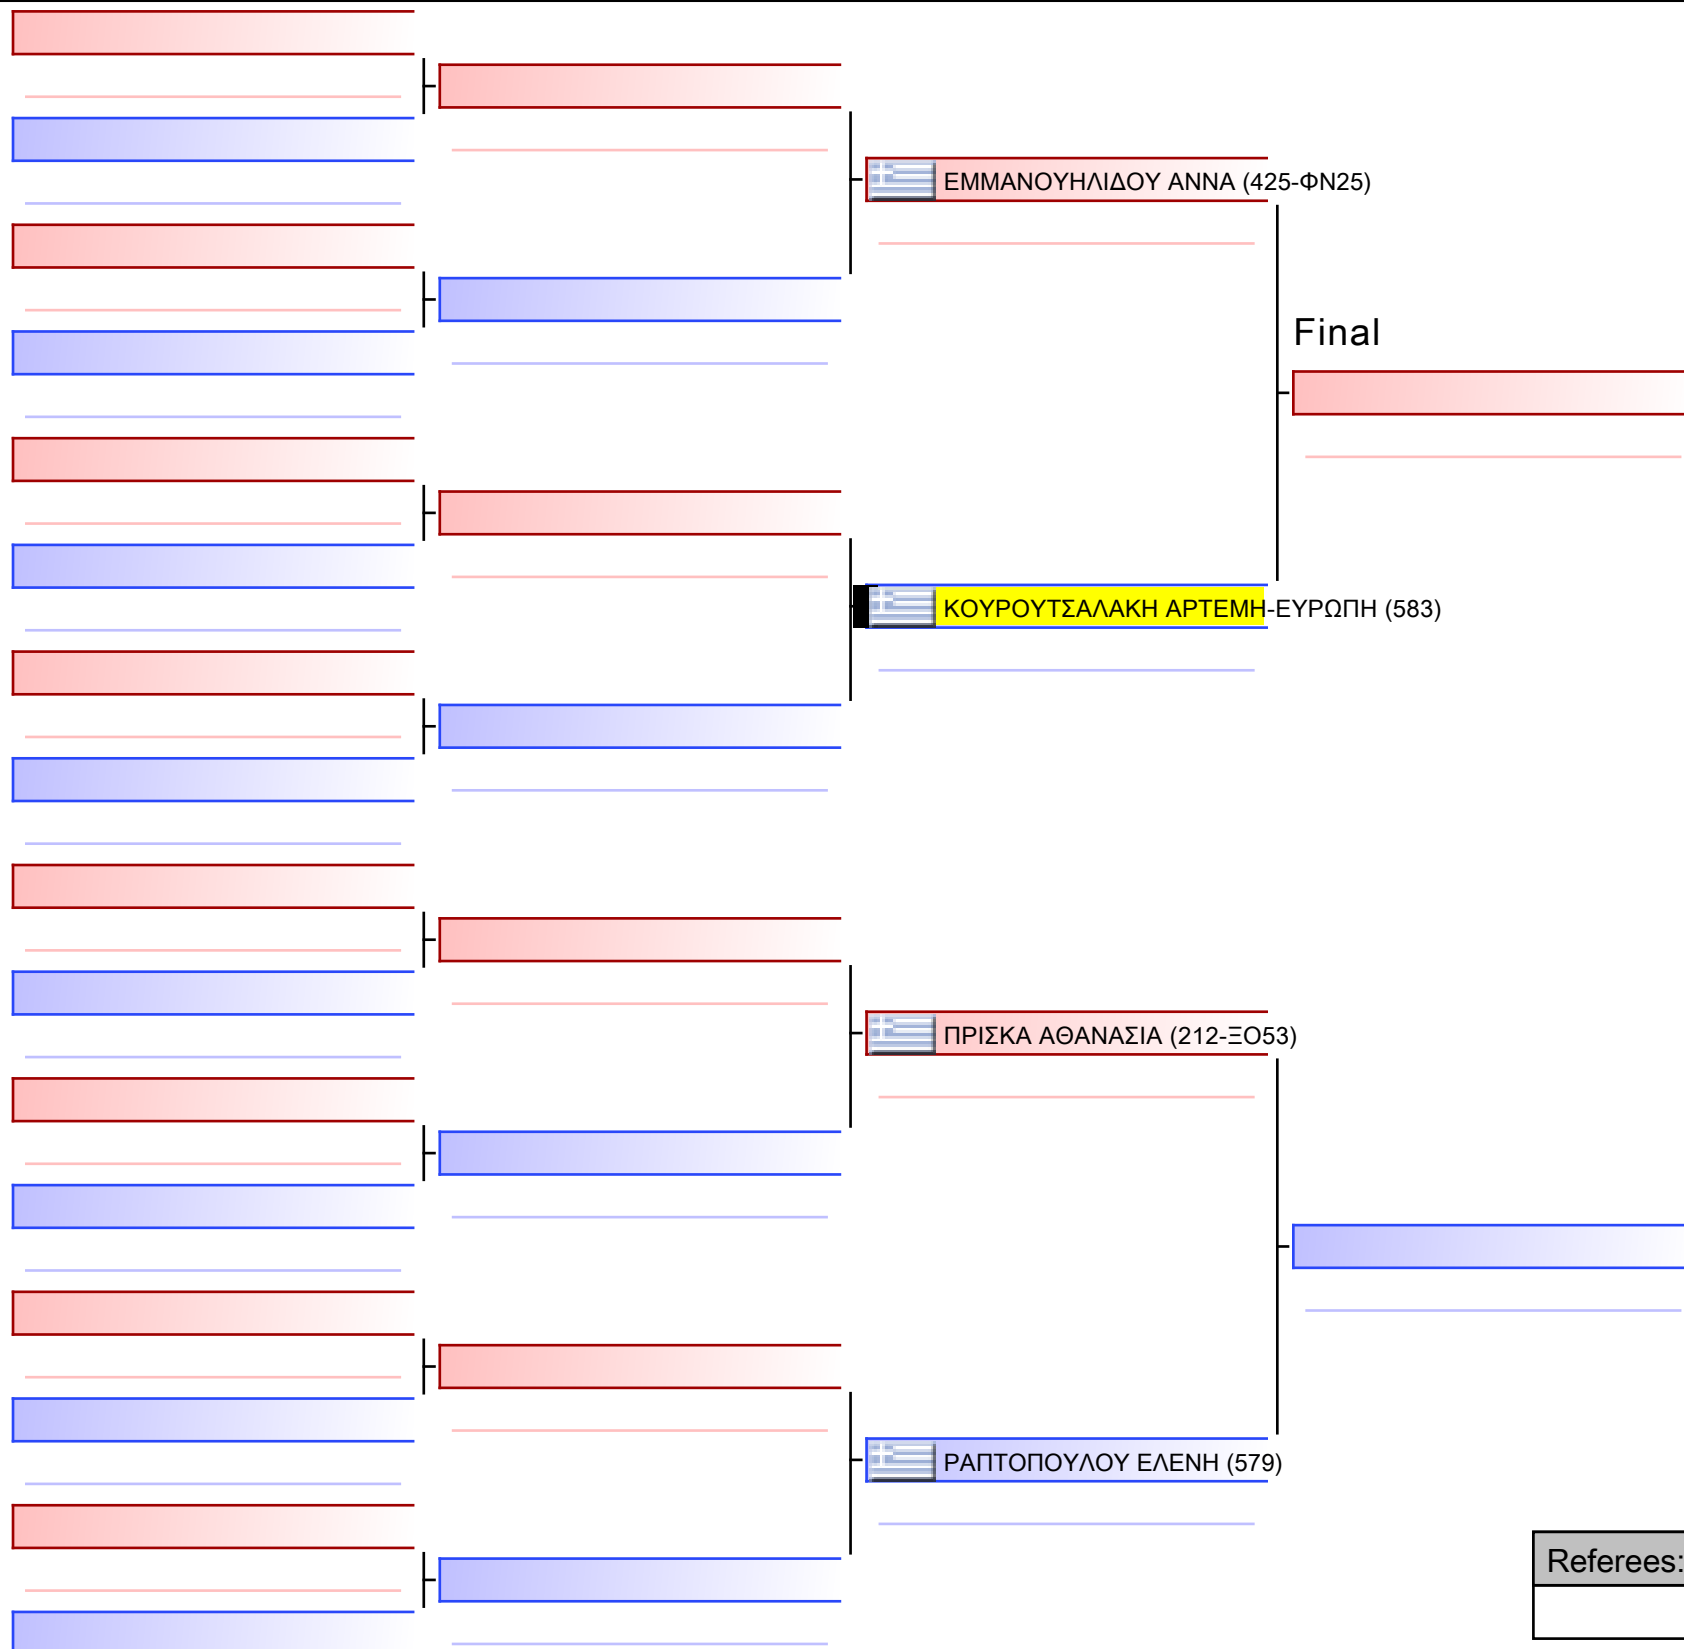 ΕΜΜΑΝΟΥΗΛΙΔΟΥ ΑΝΝΑ (425-ΦΝ25)
Final
ΚΟΥΡΟΥΤΣΑΛΑΚΗ ΑΡΤΕΜΗ-ΕΥΡΩΠΗ (583)
ΠΡΙΣΚΑ ΑΘΑΝΑΣΙΑ (212-ΞΟ53)
ΡΑΠΤΟΠΟΥΛΟΥ ΕΛΕΝΗ (579)
Referees: